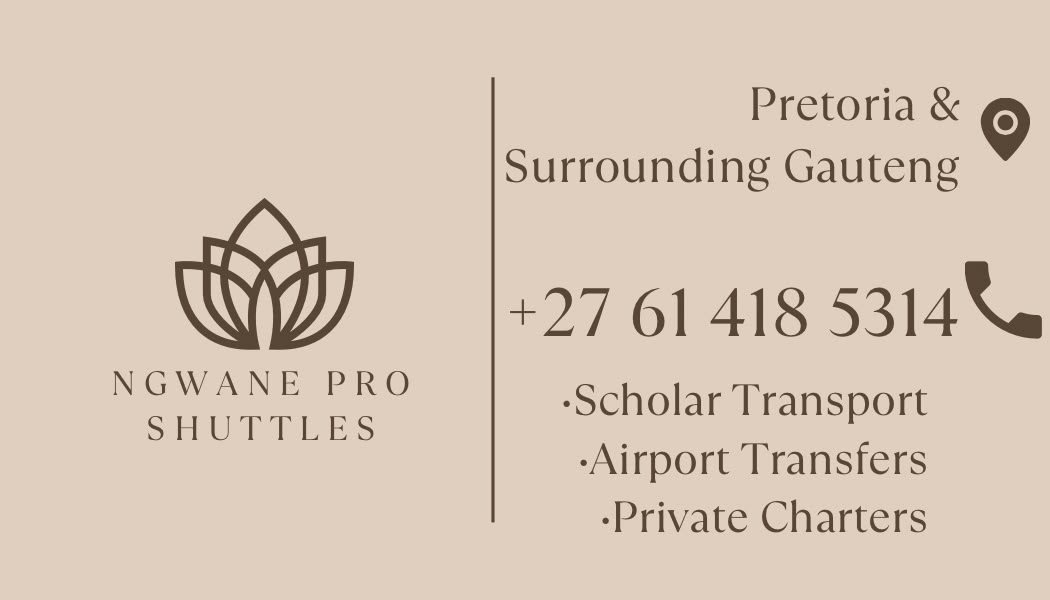 NGWANE PRO
SHUTTLES
Pretoria &
Surrounding Gauteng
+27 61 418 5314
·Scholar Transport
·Airport Transfers
·Private Charters